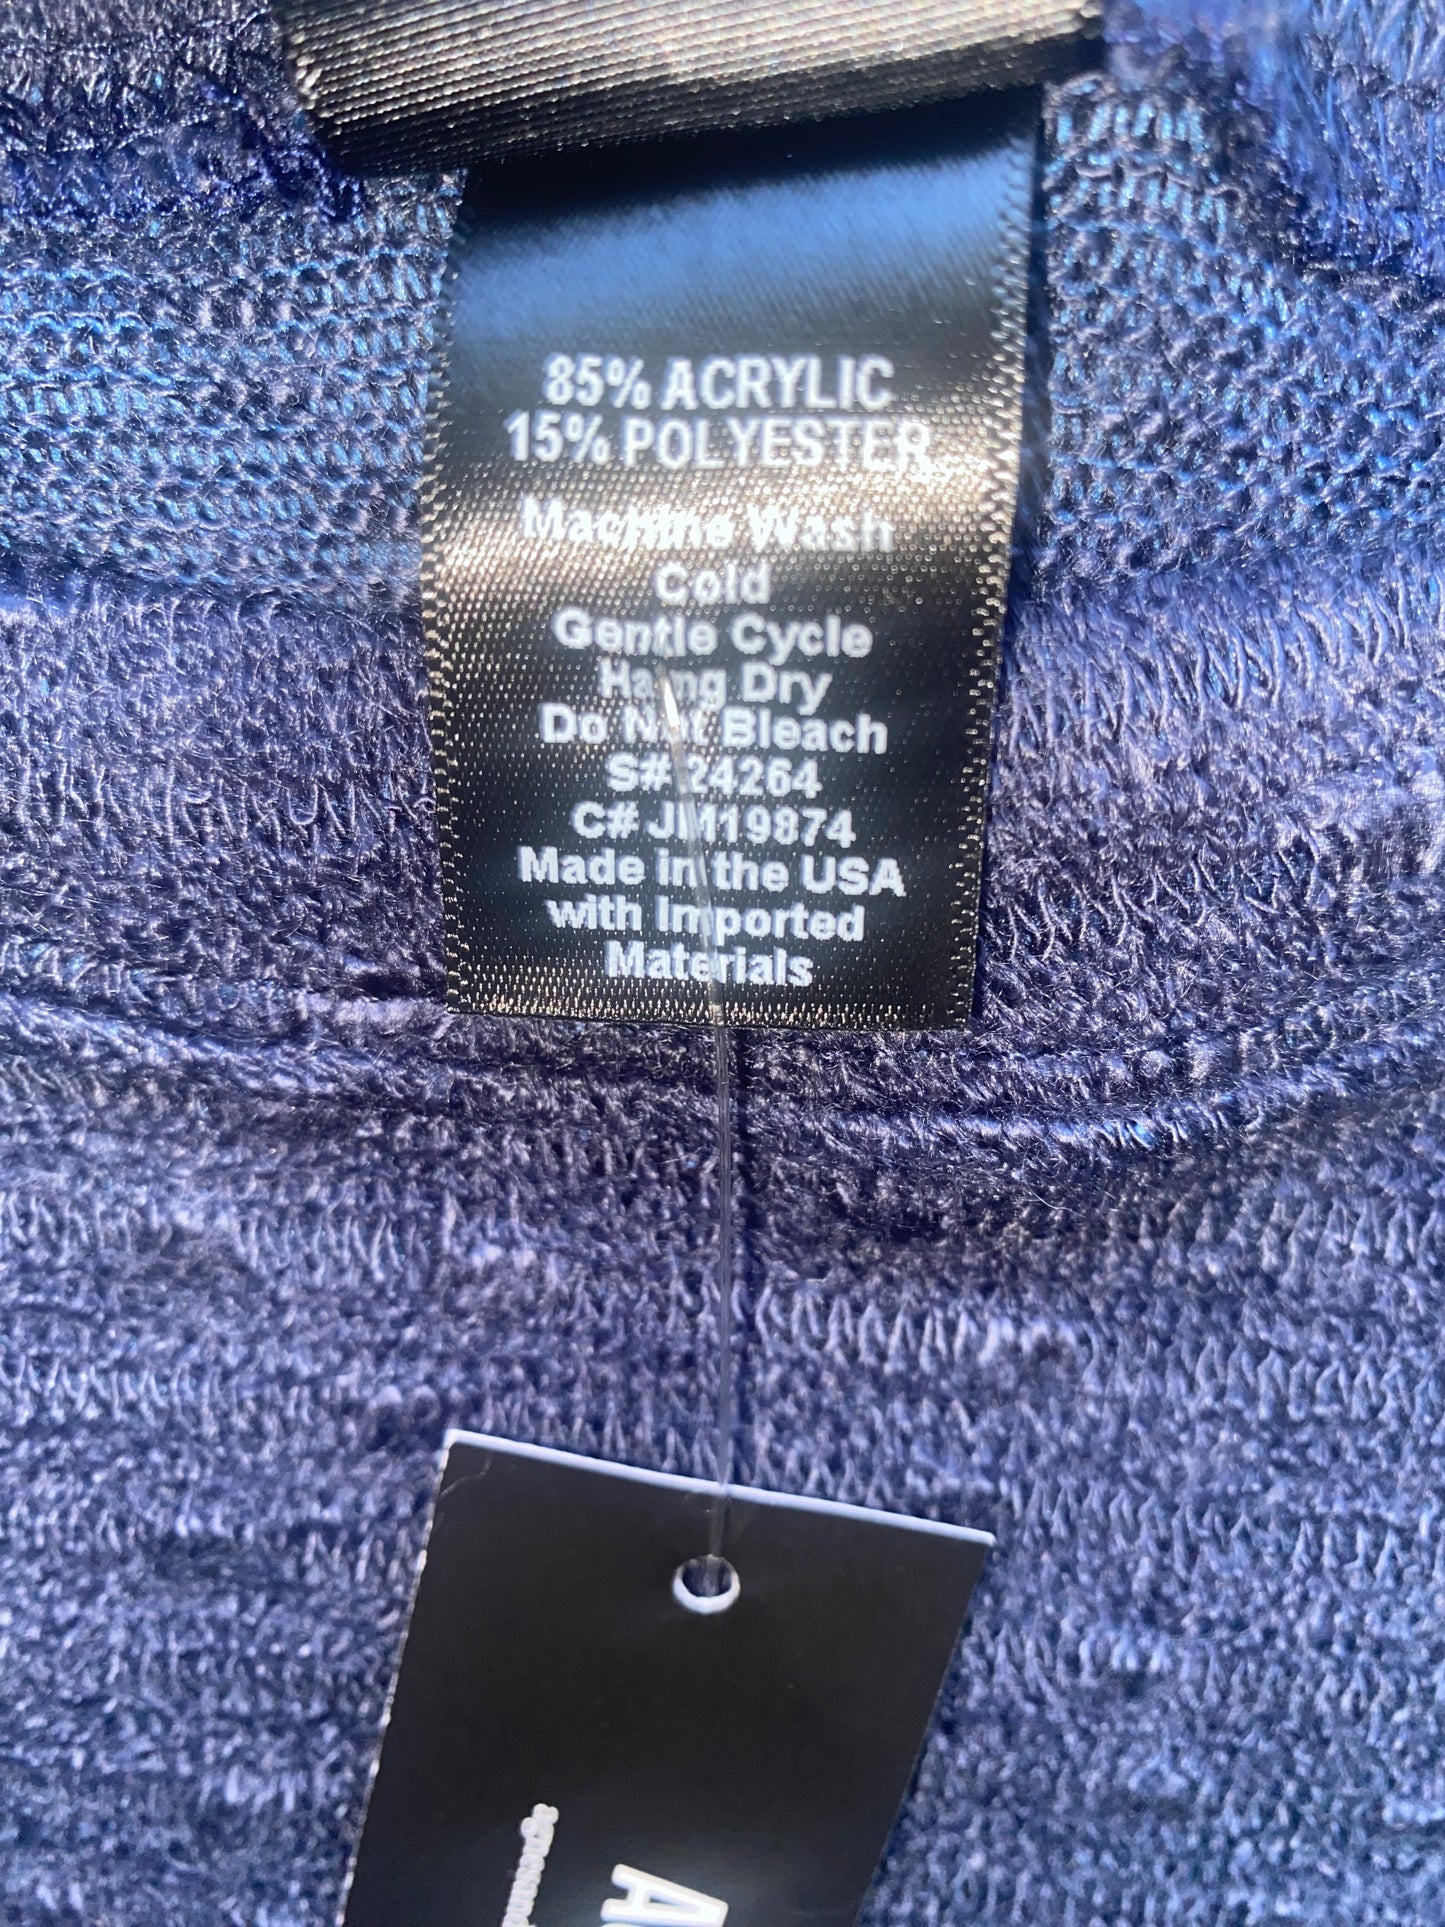 85% ACRYLIC
15% POLYESTER
Machine Wash
Cold
Gentle Cycle
Hang Dry
Do Not Bleach
S# 24264
C# JM19874
Made in the USA
with Imported
Materials